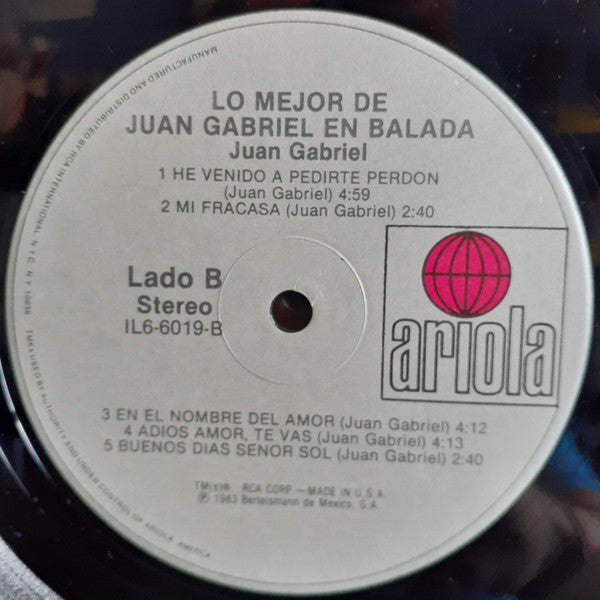 LO MEJOR DE
JUAN GABRIEL EN BALADA
Juan Gabriel
1 HE VENIDO A PEDIRTE PERDON
(Juan Gabriel) 4:59
2 MI FRACASA (Juan Gabriel) 2:40
Lado B
Stereo
IL6-6019-B
ariola
3 EN EL NOMBRE DEL AMOR (Juan Gabriel) 4:12
4 ADIOS AMOR, TE VAS (Juan Gabriel) 4:13
5 BUENOS DIAS SENOR SOL (Juan Gabriel) 2:40
TM(s)® RCA CORP.—MADE IN U.S.A.
℗ 1983 Bertelsmann de Mexico, S.A
MANUFACTURED AND DISTRIBUTED BY RCA INTERNATIONAL, N.Y.C., N.Y. 10036 TMs® USED BY AUTHORITY AND UNDER CONTROL OF ARIOLA AMERICA